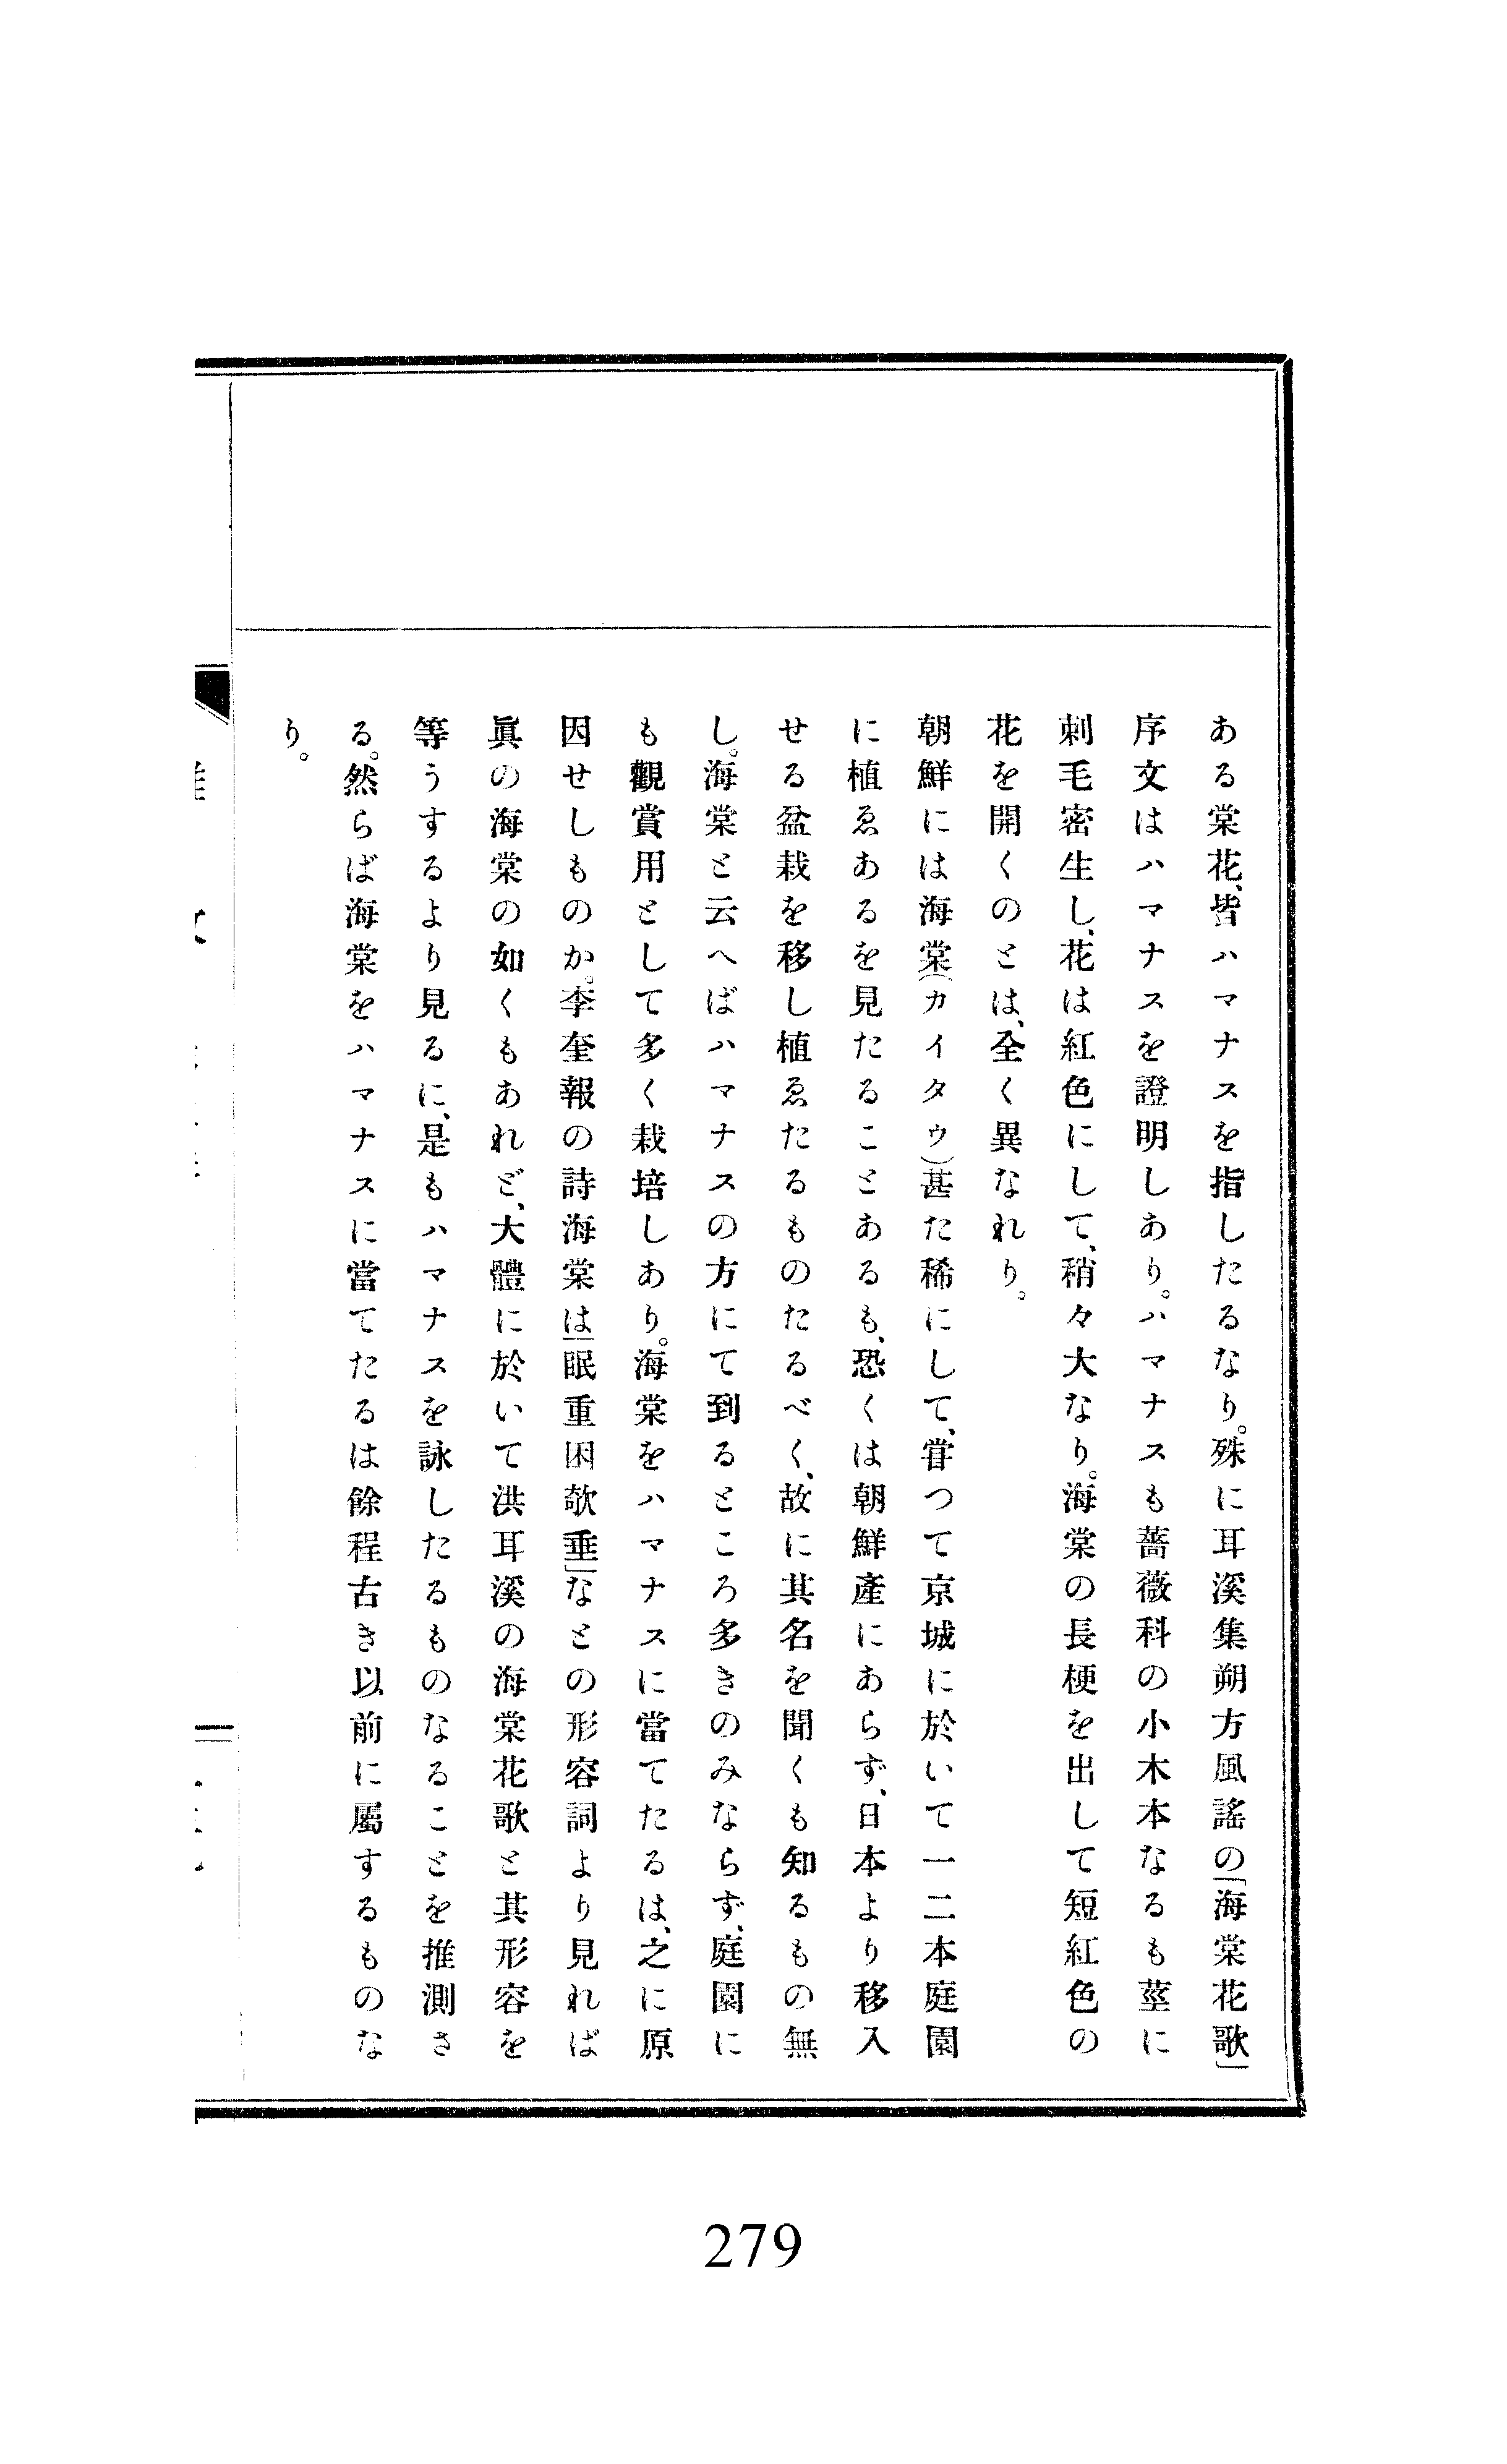 ある棠花、皆ハマナスを指したるなり。殊に耳溪集朔方風謠の「海棠花歌」
序文はハマナスを證明しあり。ハマナスも薔薇科の小木本なるも莖に
刺毛密生し、花は紅色にして、稍々大なり。海棠の長梗を出して短紅色の
花を開くのとは、全く異なれり。
朝鮮には海棠(カイタウ)甚た稀にして、甞つて京城に於いて一二本庭園
に植ゑあるを見たることあるも、恐くは朝鮮產にあらず、日本より移入
せる盆栽を移し植ゑたるものたるべく、故に其名を聞くも知るもの無
し。海棠と云へばハマナスの方にて到るところ多きのみならず、庭園に
も觀賞用として多く栽培しあり。海棠をハマナスに當てたるは、之に原
因せしものか。李奎報の詩海棠は「眠重困欹垂」なとの形容詞より見れば
眞の海棠の如くもあれど、大體に於いて洪耳溪の海棠花歌と其形容を
等うするより見るに、是もハマナスを詠したるものなることを推測さ
る。然らば海棠をハマナスに當てたるは餘程古き以前に屬するものな
り。
279